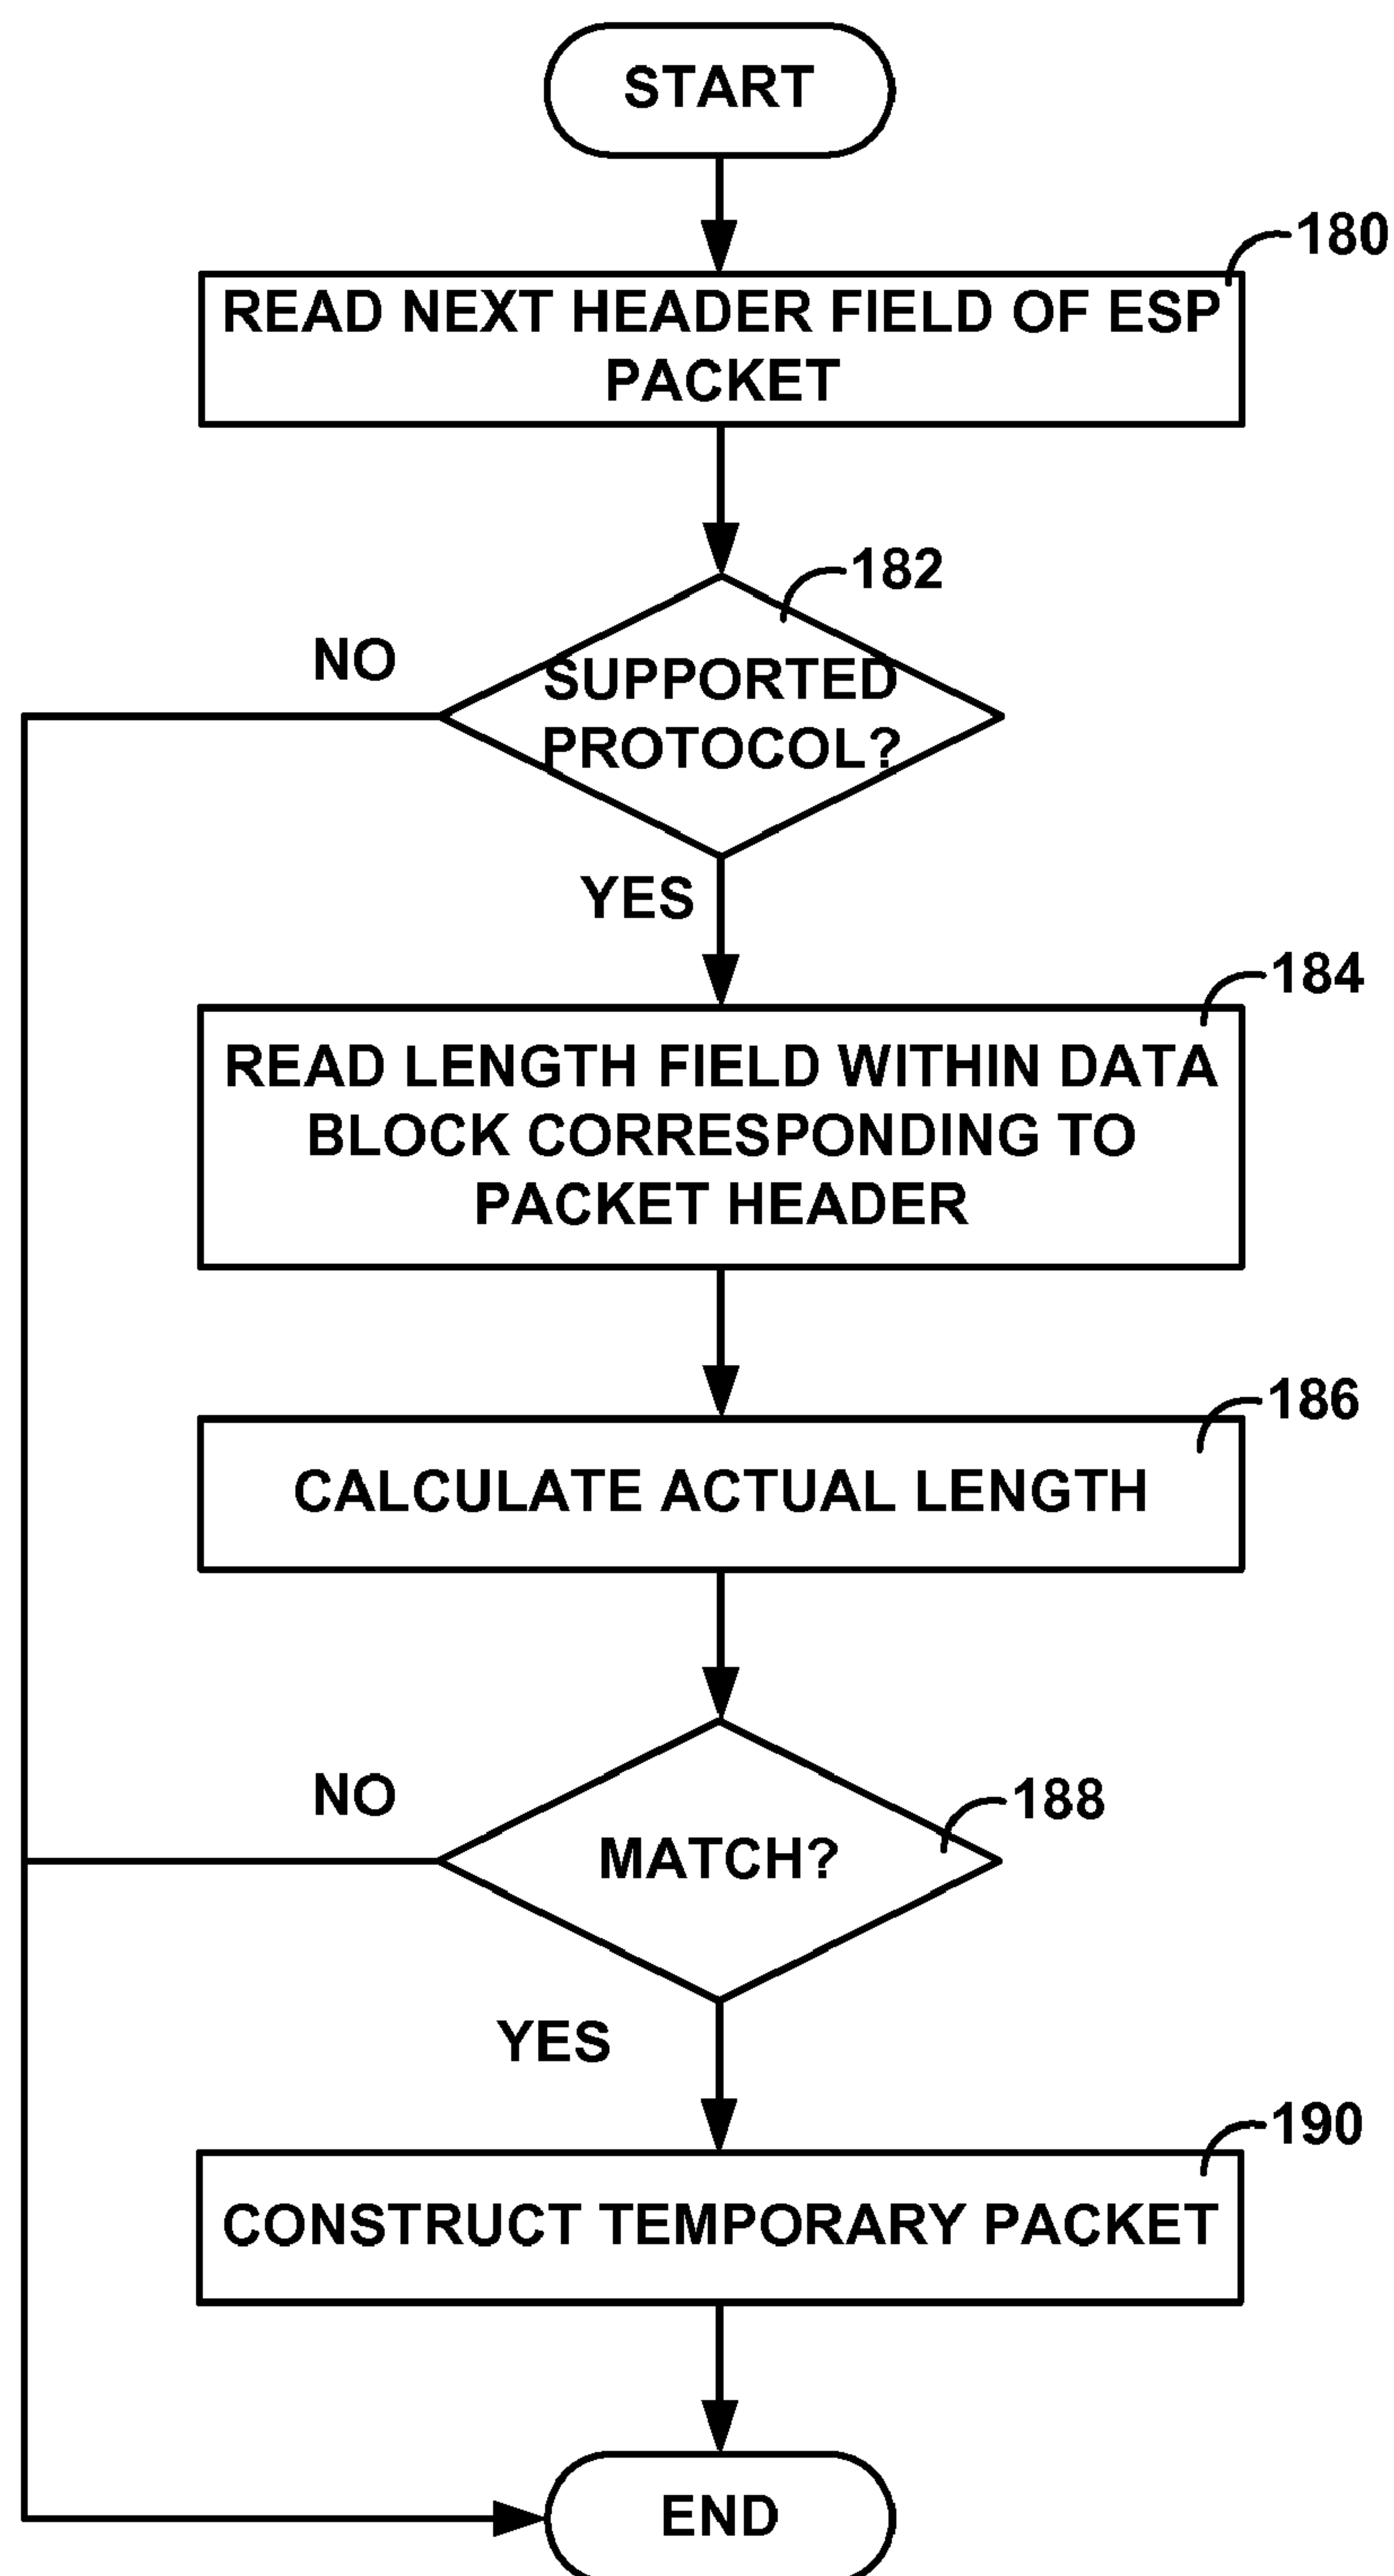 START
180
READ NEXT HEADER FIELD OF ESP
PACKET
182
NO
SUPPORTED
PROTOCOL?
YES
184
READ LENGTH FIELD WITHIN DATA
BLOCK CORRESPONDING TO
PACKET HEADER
186
CALCULATE ACTUAL LENGTH
NO
188
MATCH?
YES
190
CONSTRUCT TEMPORARY PACKET
END